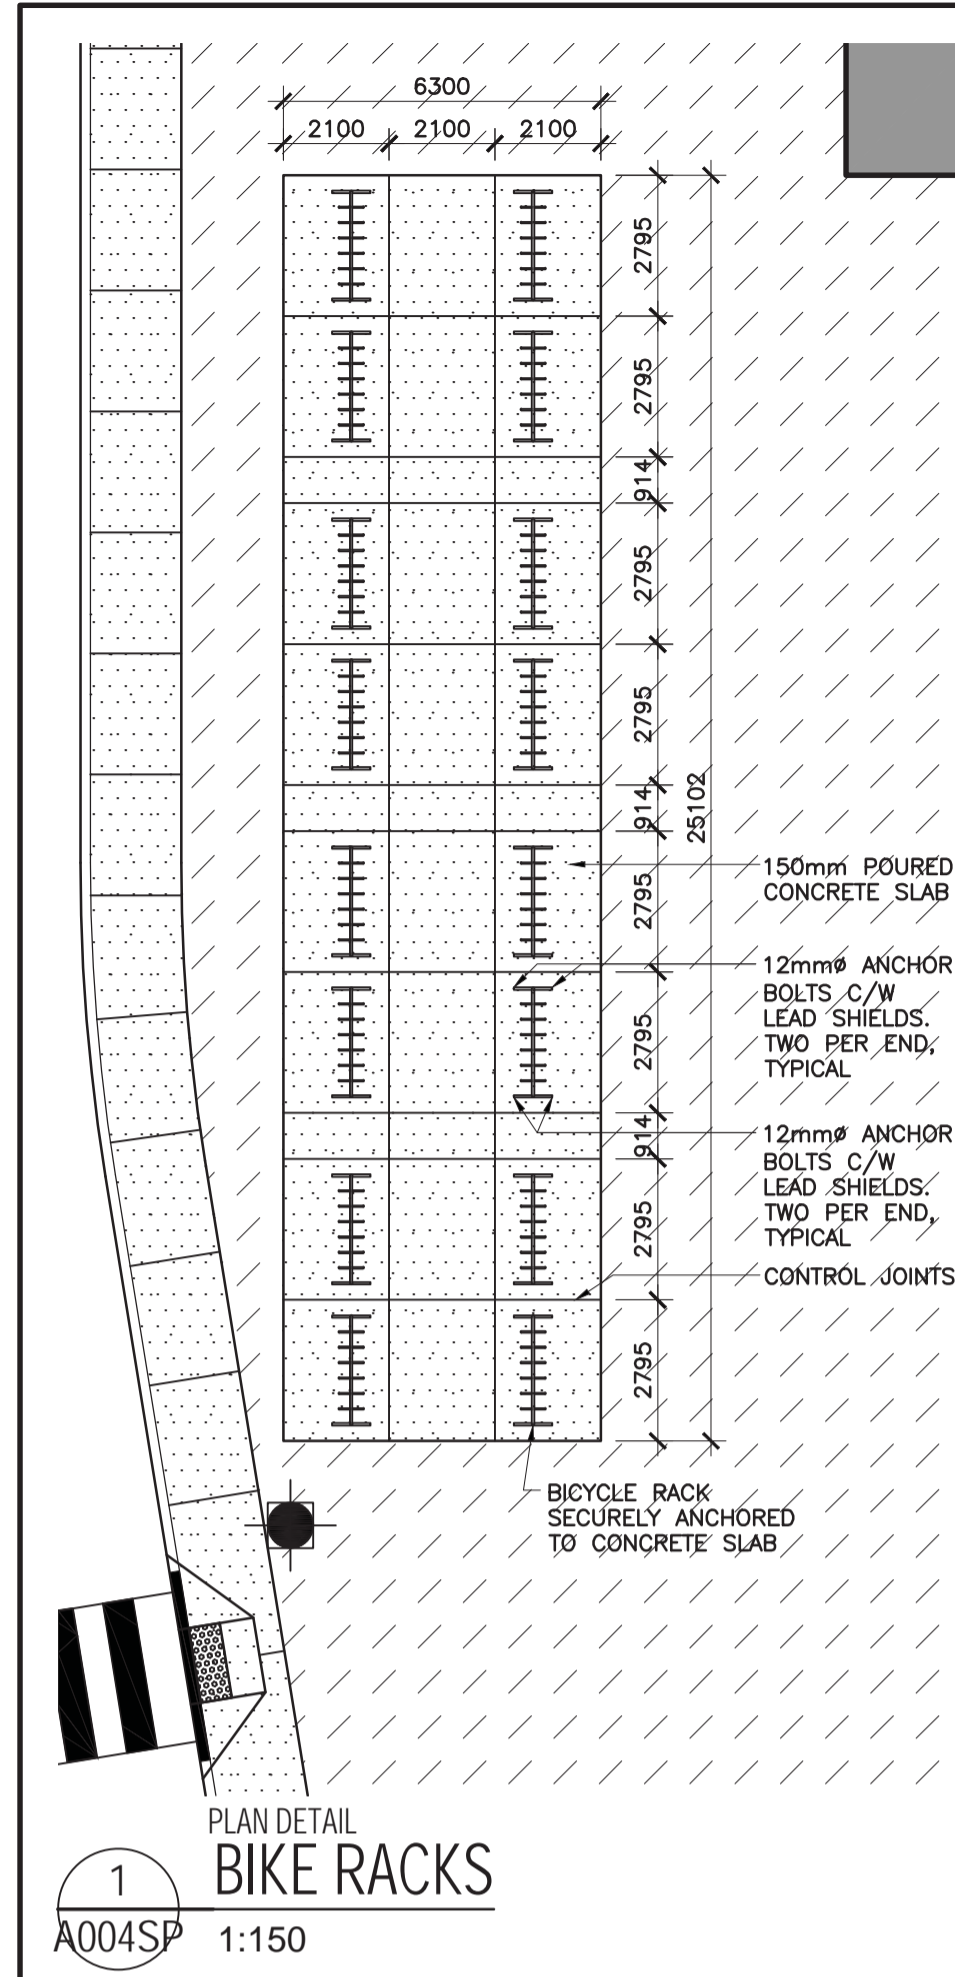 6300
2100 2100 2100
2795
2795
914
2795
2795
914
25102
2795
2795
914
2795
2795
150mm POURED
CONCRETE SLAB
12mmø ANCHOR
BOLTS C/W
LEAD SHIELDS.
TWO PER END,
TYPICAL
12mmø ANCHOR
BOLTS C/W
LEAD SHIELDS.
TWO PER END,
TYPICAL
CONTROL JOINTS
BICYCLE RACK
SECURELY ANCHORED
TO CONCRETE SLAB
PLAN DETAIL
1 BIKE RACKS
A004SP 1:150